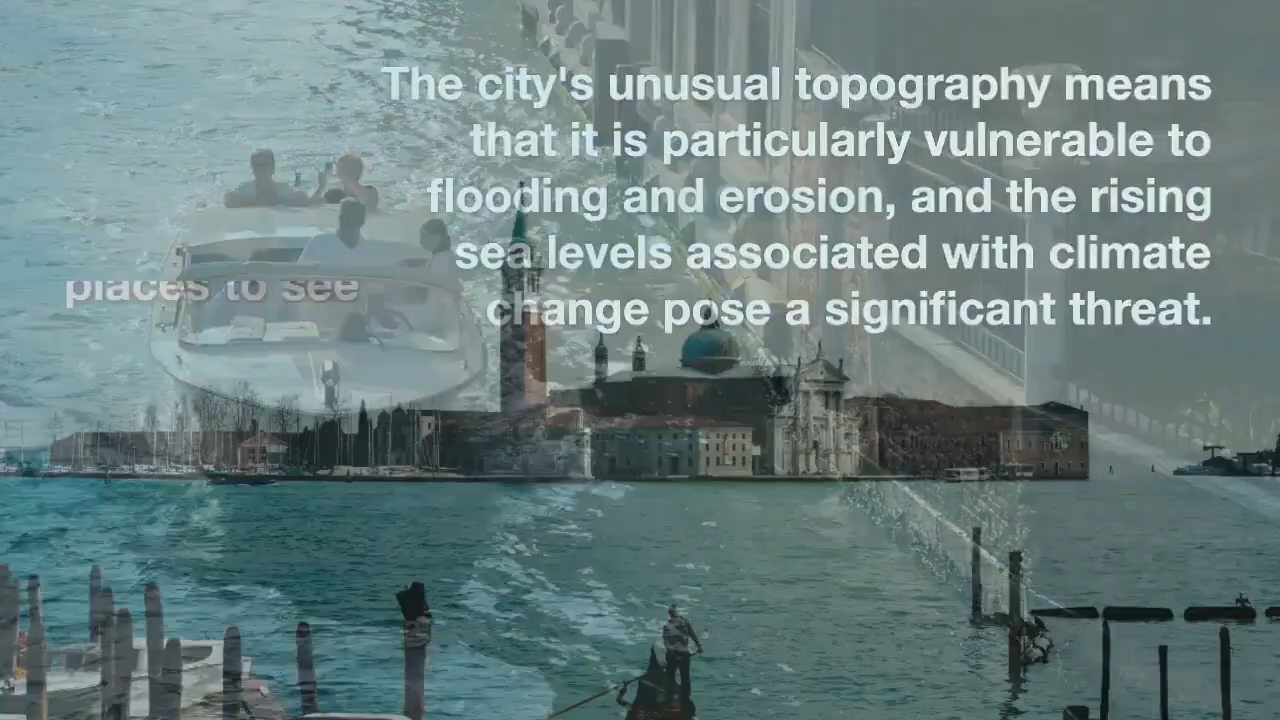 The city's unusual topography means
that it is particularly vulnerable to
flooding and erosion, and the rising
sea levels associated with climate
change pose a significant threat.
places to see